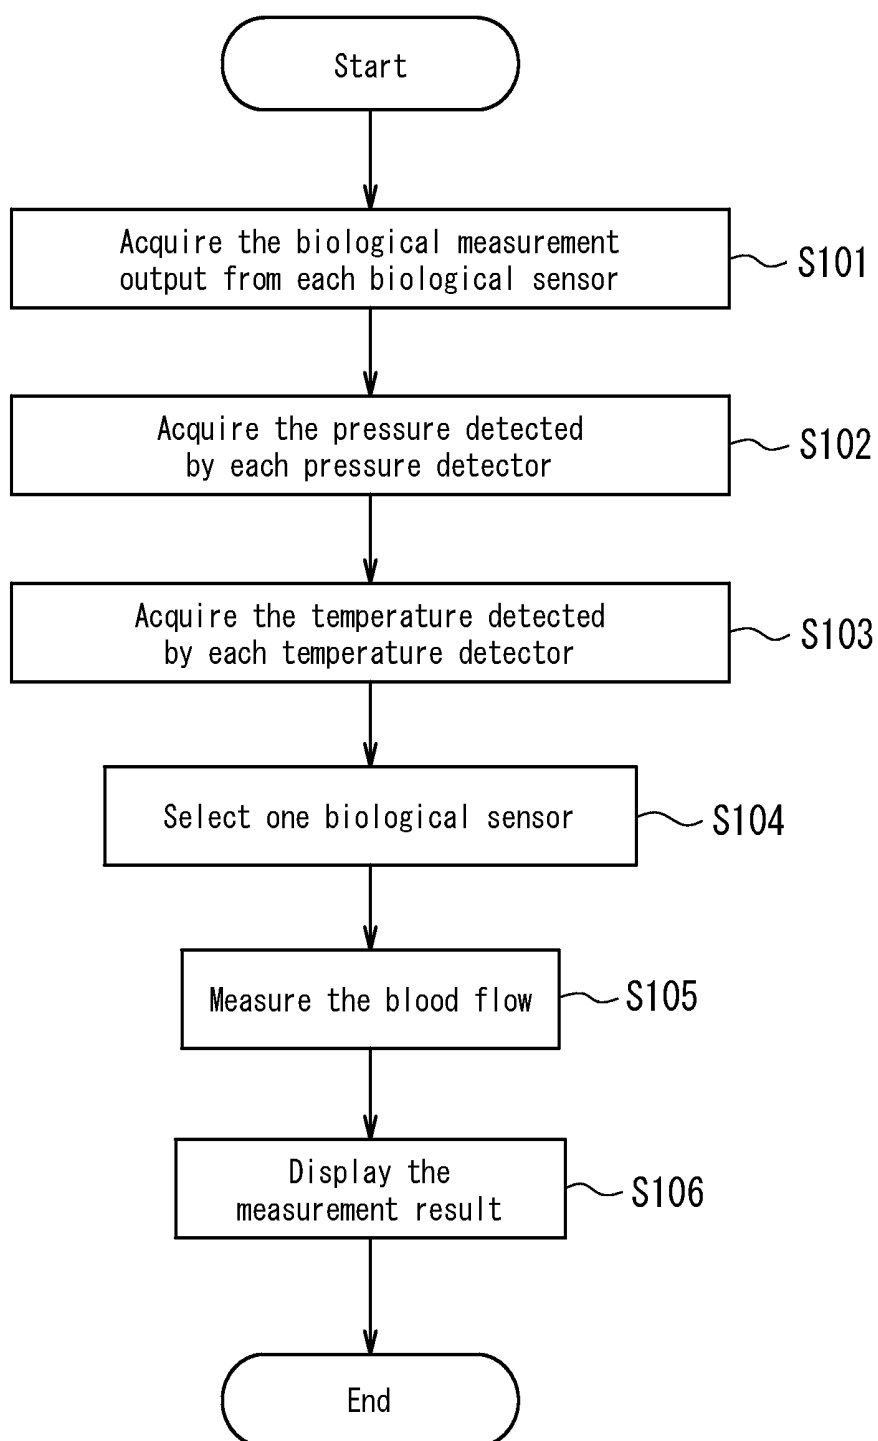 Start
Acquire the biological measurement
output from each biological sensor
S101
Acquire the pressure detected
by each pressure detector
S102
Acquire the temperature detected
by each temperature detector
S103
Select one biological sensor
S104
Measure the blood flow
S105
Display the
measurement result
S106
End